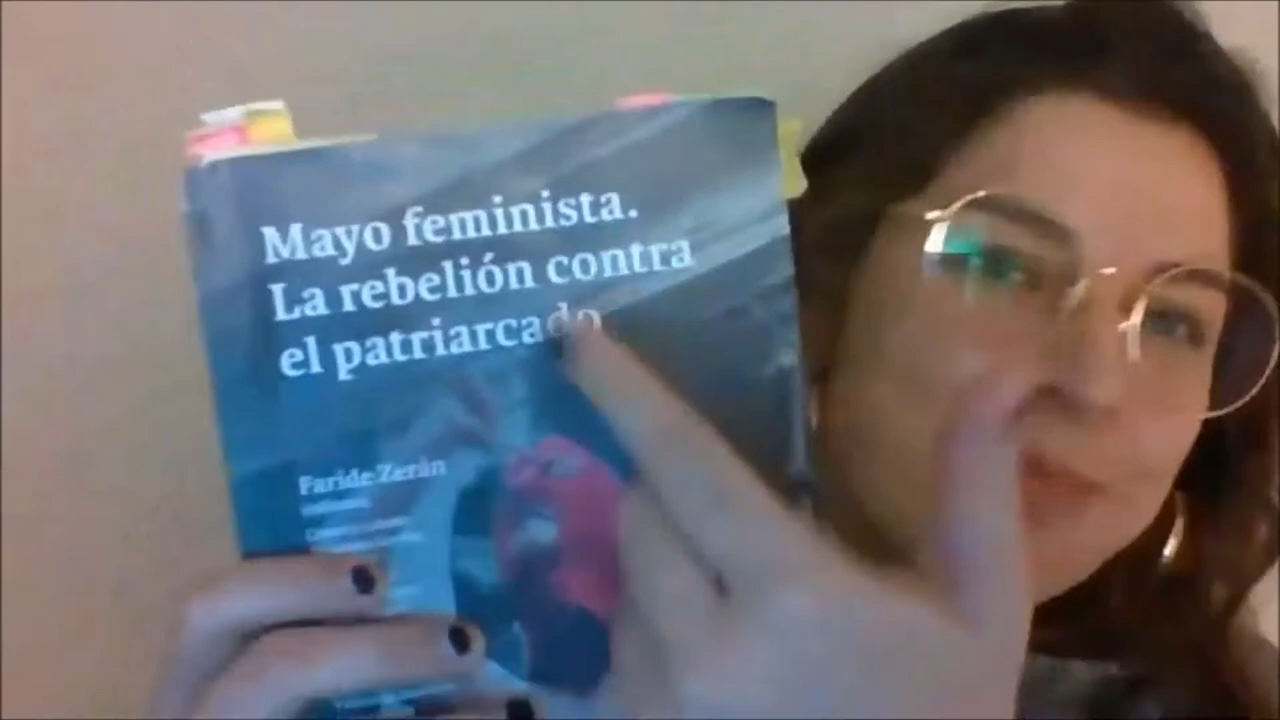 Mayo feminista.
La rebelión contra
el patriarcado
Faride Zerán